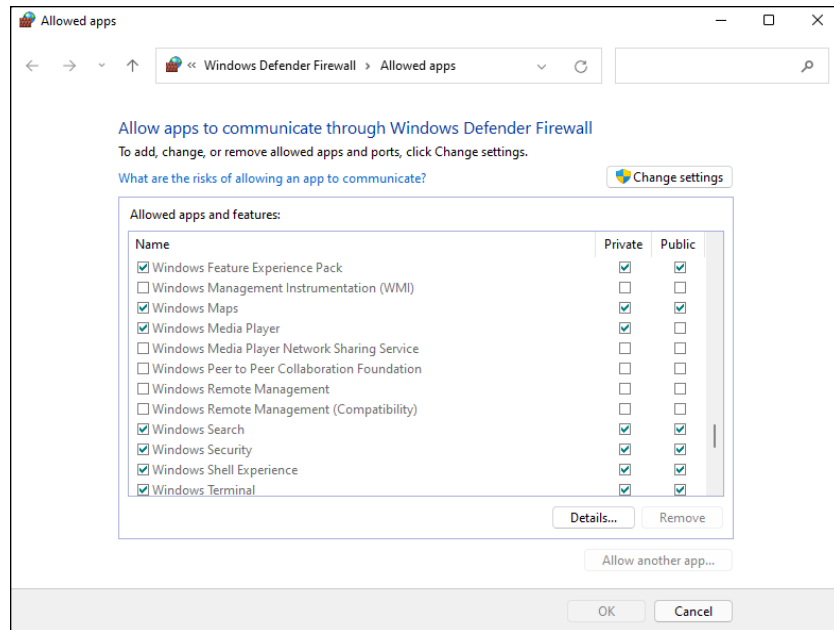 Allowed apps
« Windows Defender Firewall > Allowed apps
Allow apps to communicate through Windows Defender Firewall
To add, change, or remove allowed apps and ports, click Change settings.
What are the risks of allowing an app to communicate?
Change settings
Allowed apps and features:
Name Private Public
Windows Feature Experience Pack
Windows Management Instrumentation (WMI)
Windows Maps
Windows Media Player
Windows Media Player Network Sharing Service
Windows Peer to Peer Collaboration Foundation
Windows Remote Management
Windows Remote Management (Compatibility)
Windows Search
Windows Security
Windows Shell Experience
Windows Terminal
Details... Remove
Allow another app...
OK Cancel